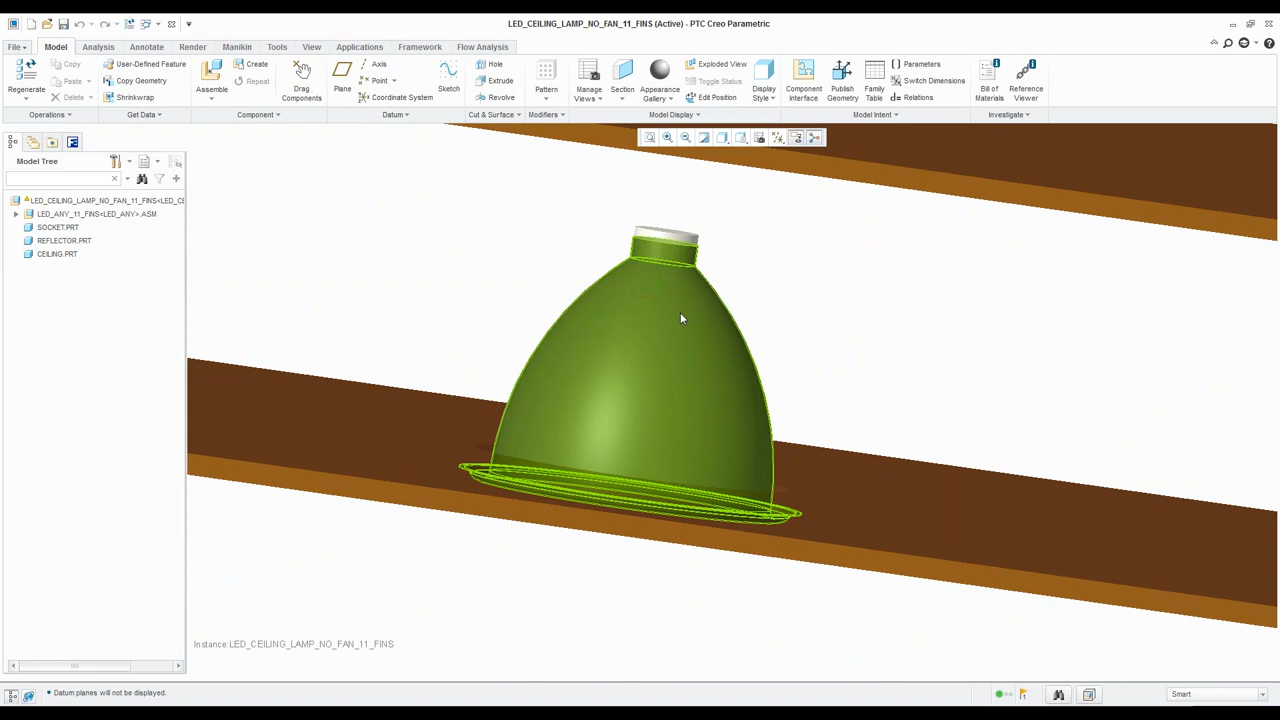 LED_CEILING_LAMP_NO_FAN_11_FINS (Active) - PTC Creo Parametric
File Model Analysis Annotate Render Manikin Tools View Applications Framework Flow Analysis
Regenerate
Copy
Paste
Delete
Operations
User-Defined Feature
Copy Geometry
Shrinkwrap
Get Data
Assemble
Create
Repeat
Drag
Components
Component
Plane
Axis
Point
Coordinate System
Sketch
Datum
Hole
Extrude
Revolve
Cut & Surface
Pattern
Modifiers
Manage
Views
Section
Appearance
Gallery
Exploded View
Toggle Status
Edit Position
Display
Style
Model Display
Component
Interface
Publish
Geometry
Family
Table
Parameters
Switch Dimensions
Relations
Model Intent
Bill of
Materials
Reference
Viewer
Investigate
Model Tree
LED_CEILING_LAMP_NO_FAN_11_FINS<LED_CE
LED_ANY_11_FINS<LED_ANY>.ASM
SOCKET.PRT
REFLECTOR.PRT
CEILING.PRT
Instance:LED_CEILING_LAMP_NO_FAN_11_FINS
• Datum planes will not be displayed.
1
Smart